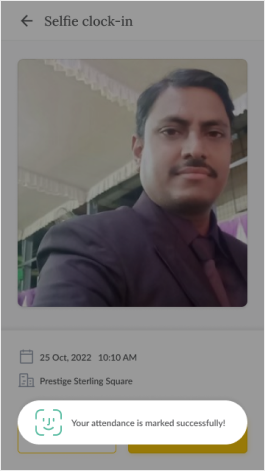 Selfie clock-in
25 Oct, 2022 10:10 AM
Prestige Sterling Square
Your attendance is marked successfully!